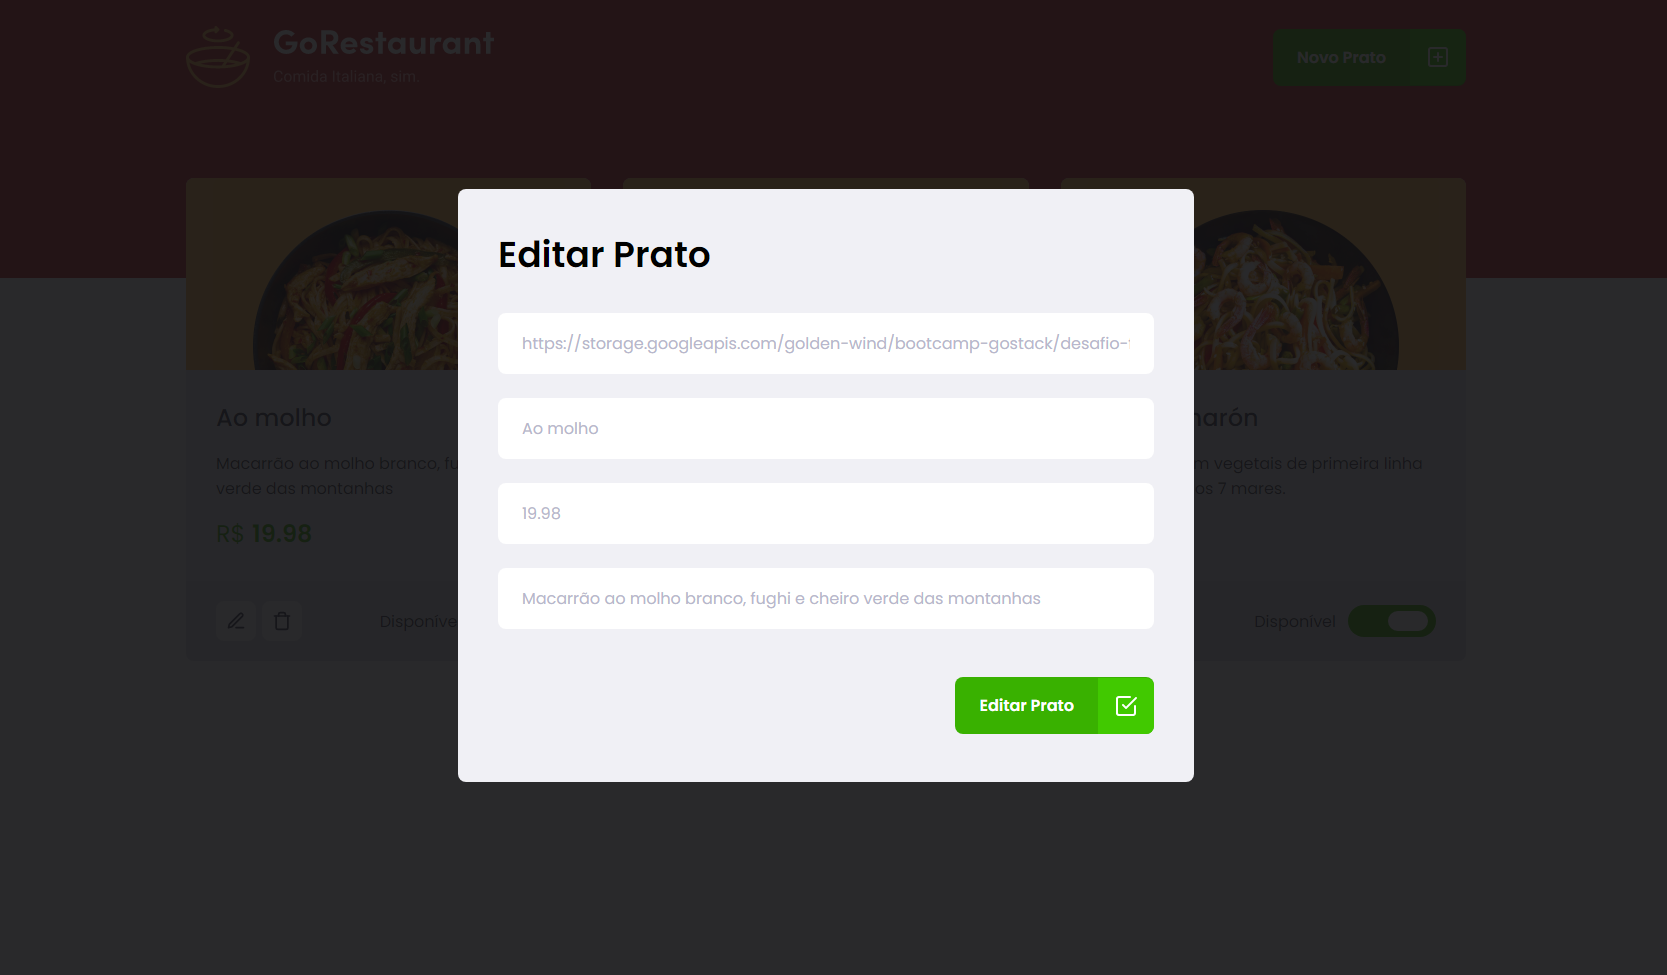 GoRestaurant
Comida italiana, sim.
Novo Prato
Editar Prato
https://storage.googleapis.com/golden-wind/bootcamp-gostack/desafio-
Ao molho
19.98
Macarrão ao molho branco, fughi e cheiro verde das montanhas
Editar Prato
Ao molho
Macarrão ao molho branco, fu
verde das montanhas
R$ 19.98
Disponíve
narón
m vegetais de primeira linha
os 7 mares.
Disponível